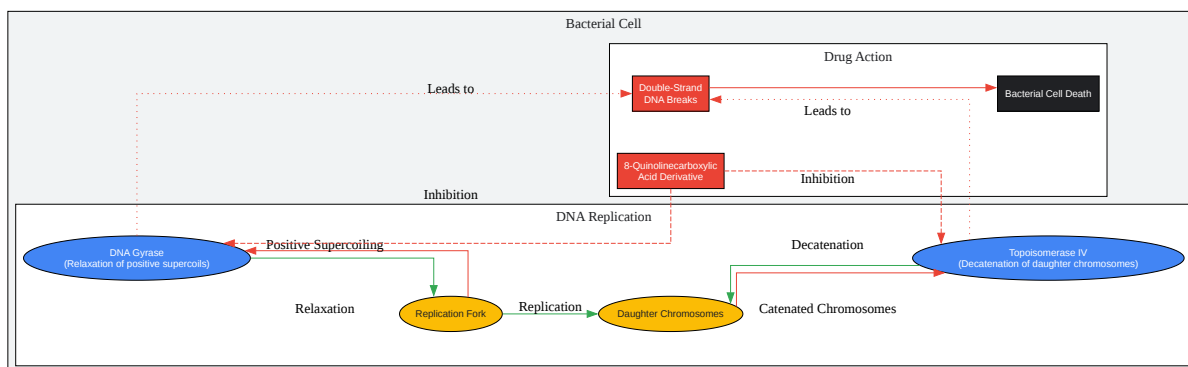 Bacterial Cell
Drug Action
Leads to
Double-Strand
DNA Breaks
Bacterial Cell Death
Leads to
8-Quinolinecarboxylic
Acid Derivative
Inhibition
Inhibition
DNA Replication
DNA Gyrase
(Relaxation of positive supercoils)
Positive Supercoiling
Decatenation
Topoisomerase IV
(Decatenation of daughter chromosomes)
Relaxation
Replication Fork
Replication
Daughter Chromosomes
Catenated Chromosomes